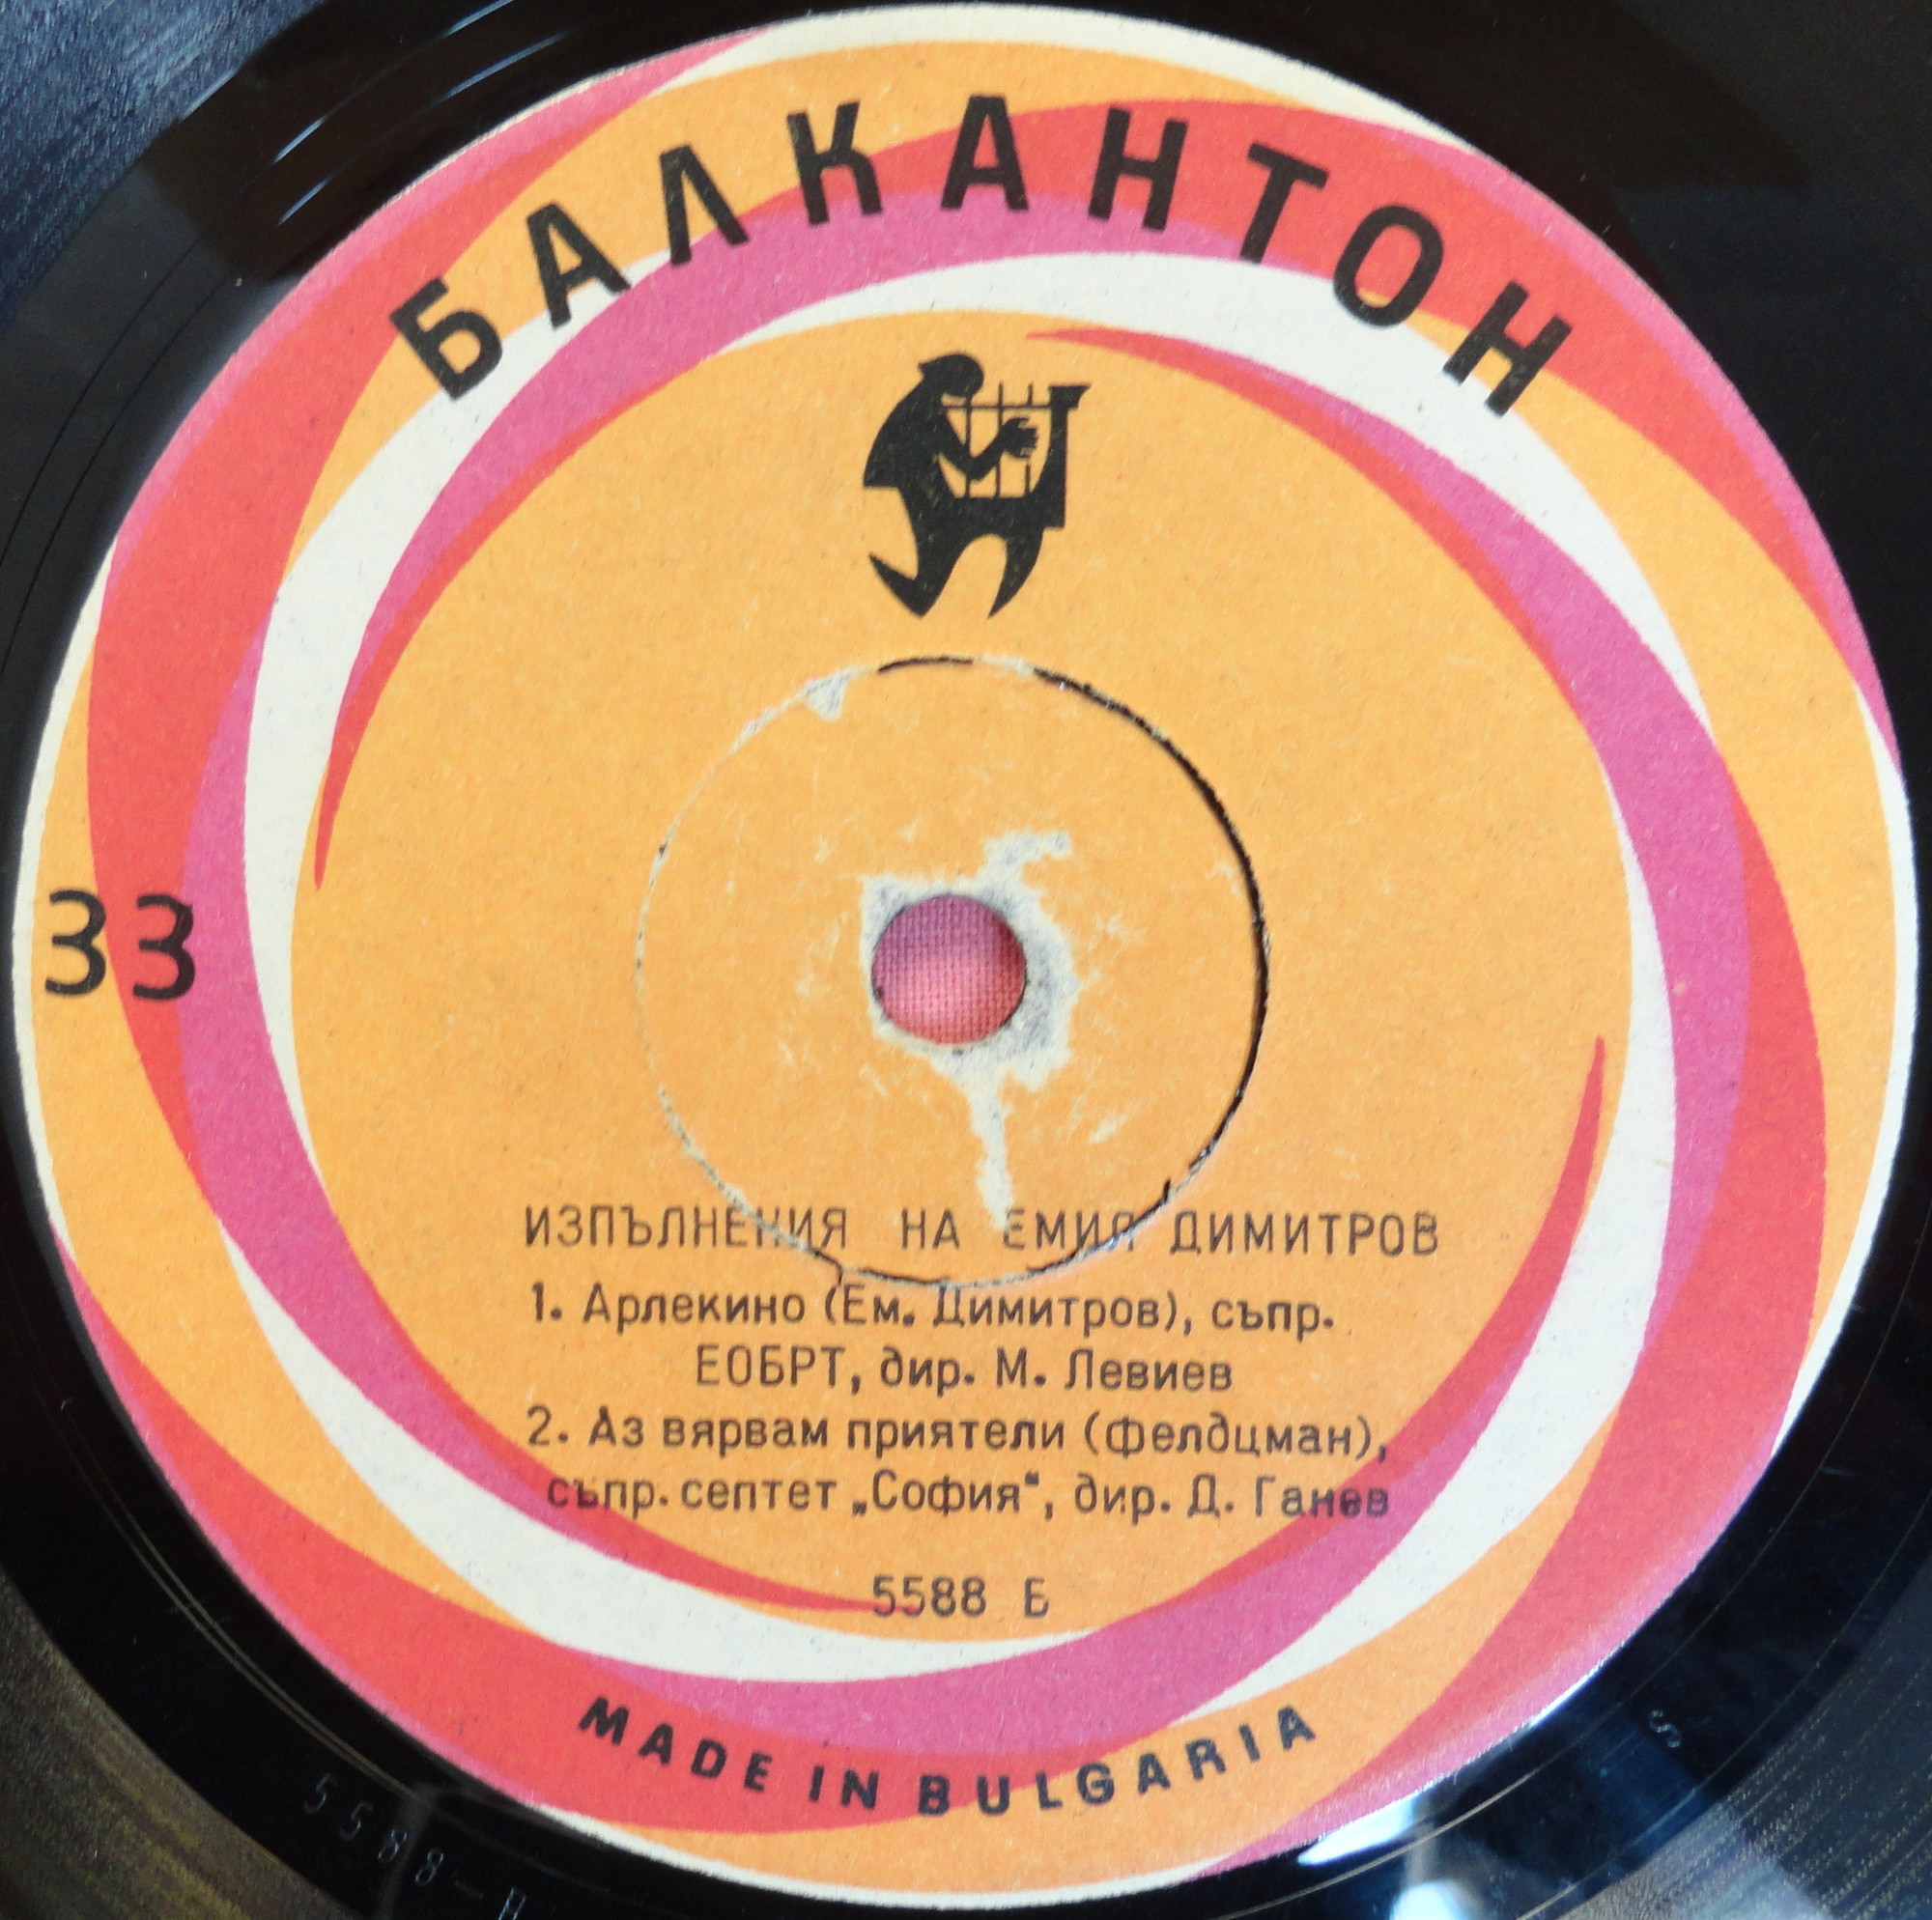 БАЛКАНТОН
33
ИЗПЪЛНЕНИЯ НА ЕМИЛ ДИМИТРОВ
1. Арлекино (Ем. Димитров), съпр.
ЕОБРТ, дир. М. Левиев
2. Аз вярвам приятели (Фелдцман),
съпр. септет „София“, дир. Д. Ганев
5588 Б
MADE IN BULGARIA
5588-
S